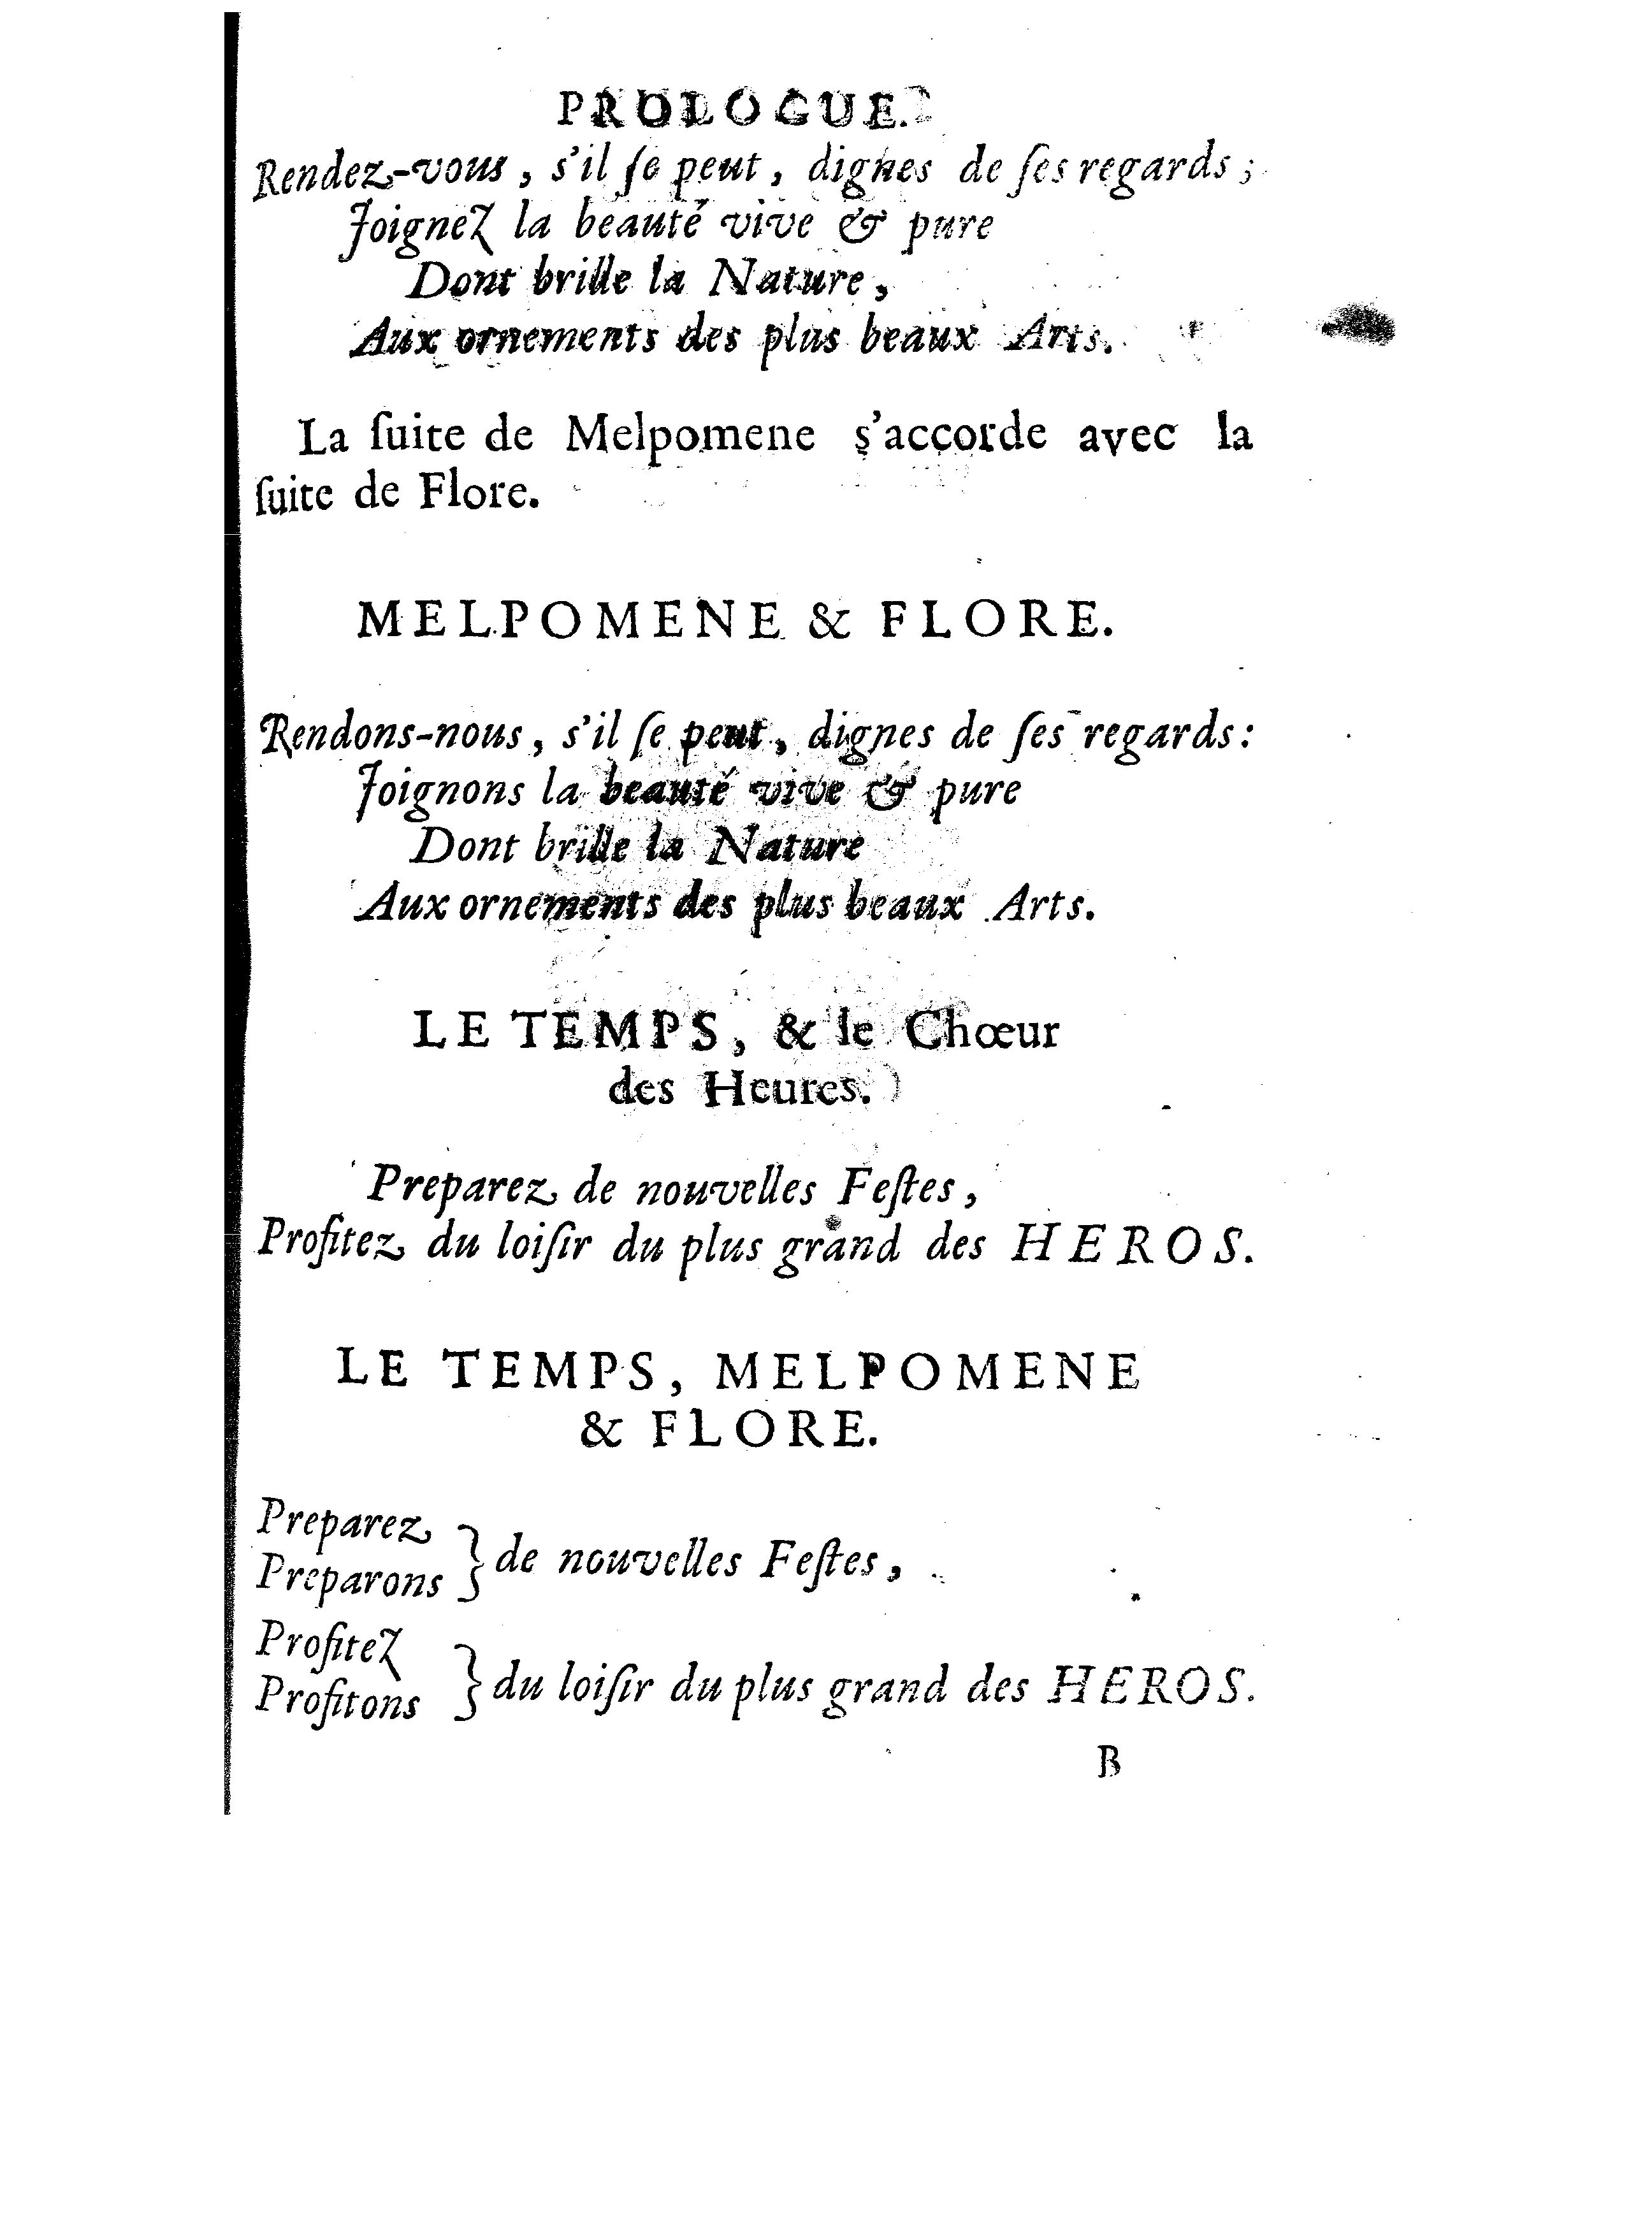 PROLOGUE.
Rendez-vous, s'il ſe peut, dignes de ſes regards;
Joignez la beauté vive & pure
Dont brille la Nature,
Aux ornements des plus beaux Arts.
La ſuite de Melpomene s'accorde avec la
ſuite de Flore.
MELPOMENE & FLORE.
Rendons-nous, s'il ſe peut, dignes de ſes regards:
Joignons la beauté vive & pure
Dont brille la Nature
Aux ornements des plus beaux Arts.
LE TEMPS, & le Chœur
des Heures.
Preparez de nouvelles Feſtes,
Profitez du loiſir du plus grand des HEROS.
LE TEMPS, MELPOMENE
& FLORE.
Preparez
Preparons } de nouvelles Feſtes,
Profitez
Profitons } du loiſir du plus grand des HEROS.
B